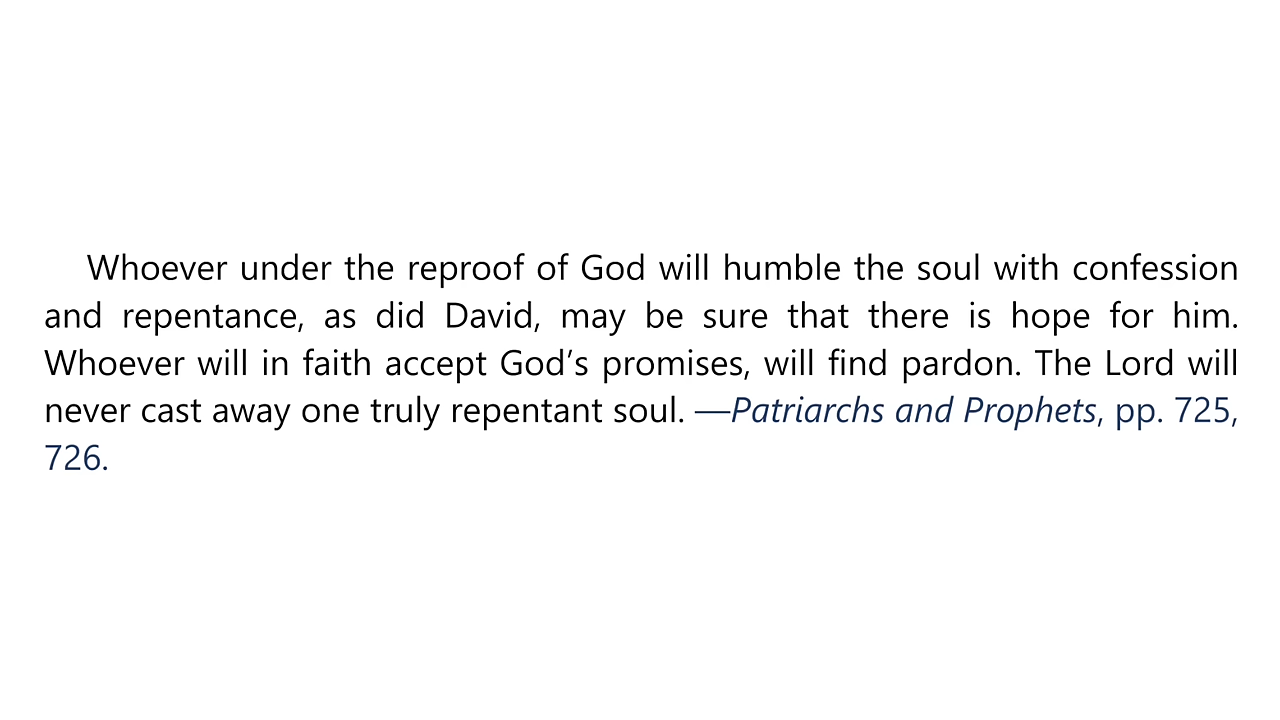 Whoever under the reproof of God will humble the soul with confession
and repentance, as did David, may be sure that there is hope for him.
Whoever will in faith accept God’s promises, will find pardon. The Lord will
never cast away one truly repentant soul. —Patriarchs and Prophets, pp. 725,
726.